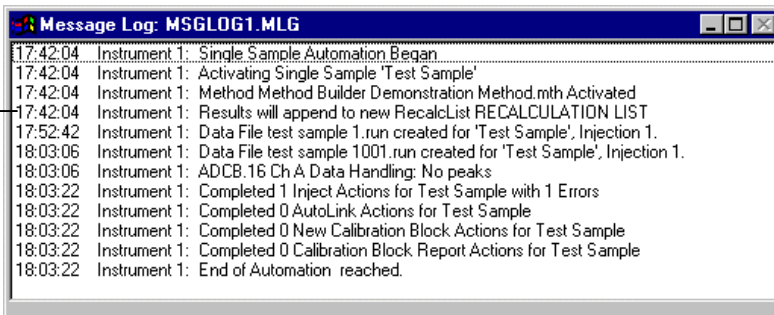 Message Log: MSGLOG1.MLG
17:42:04 Instrument 1: Single Sample Automation Began
17:42:04 Instrument 1: Activating Single Sample 'Test Sample'
17:42:04 Instrument 1: Method Method Builder Demonstration Method.mth Activated
17:42:04 Instrument 1: Results will append to new RecalcList RECALCULATION LIST
17:52:42 Instrument 1: Data File test sample 1.run created for 'Test Sample', Injection 1.
18:03:06 Instrument 1: Data File test sample 1001.run created for 'Test Sample', Injection 1.
18:03:06 Instrument 1: ADCB.16 Ch A Data Handling: No peaks
18:03:22 Instrument 1: Completed 1 Inject Actions for Test Sample with 1 Errors
18:03:22 Instrument 1: Completed 0 AutoLink Actions for Test Sample
18:03:22 Instrument 1: Completed 0 New Calibration Block Actions for Test Sample
18:03:22 Instrument 1: Completed 0 Calibration Block Report Actions for Test Sample
18:03:22 Instrument 1: End of Automation reached.